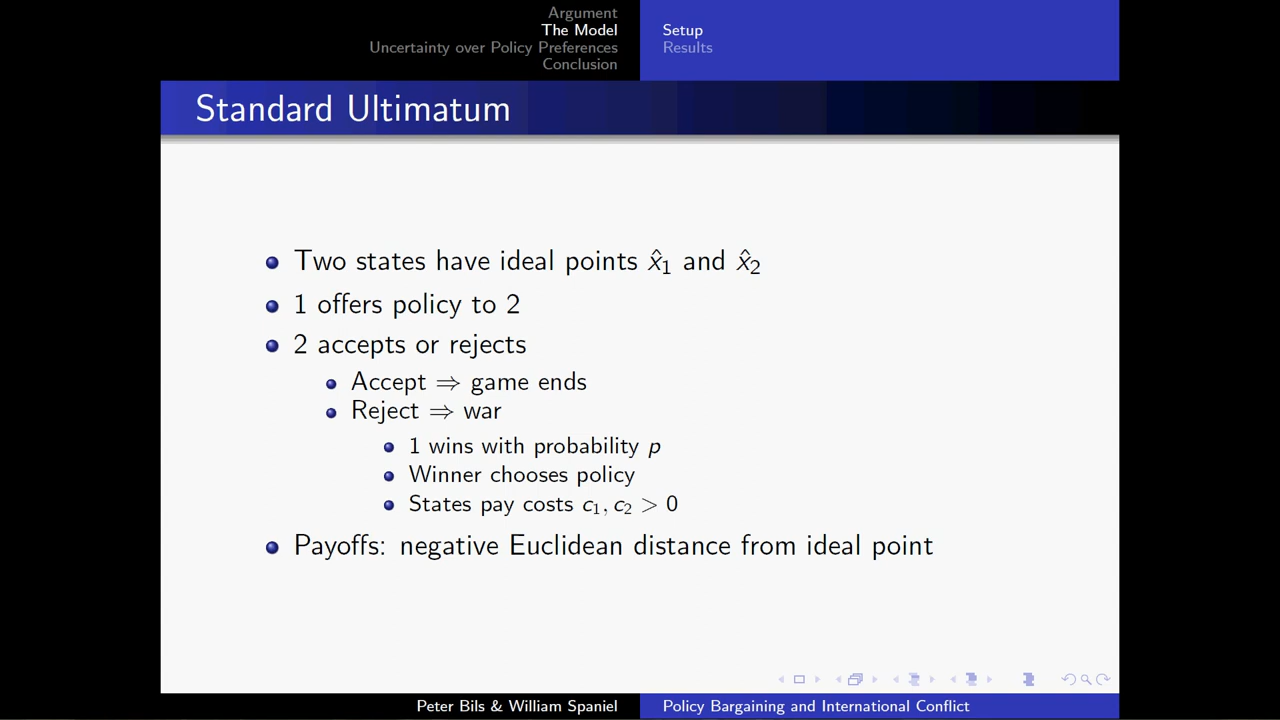 Argument
The Model
Uncertainty over Policy Preferences
Conclusion
Setup
Results
Standard Ultimatum
Two states have ideal points x̂₁ and x̂₂
1 offers policy to 2
2 accepts or rejects
Accept ⇒ game ends
Reject ⇒ war
1 wins with probability p
Winner chooses policy
States pay costs c₁, c₂ > 0
Payoffs: negative Euclidean distance from ideal point
Peter Bils & William Spaniel
Policy Bargaining and International Conflict